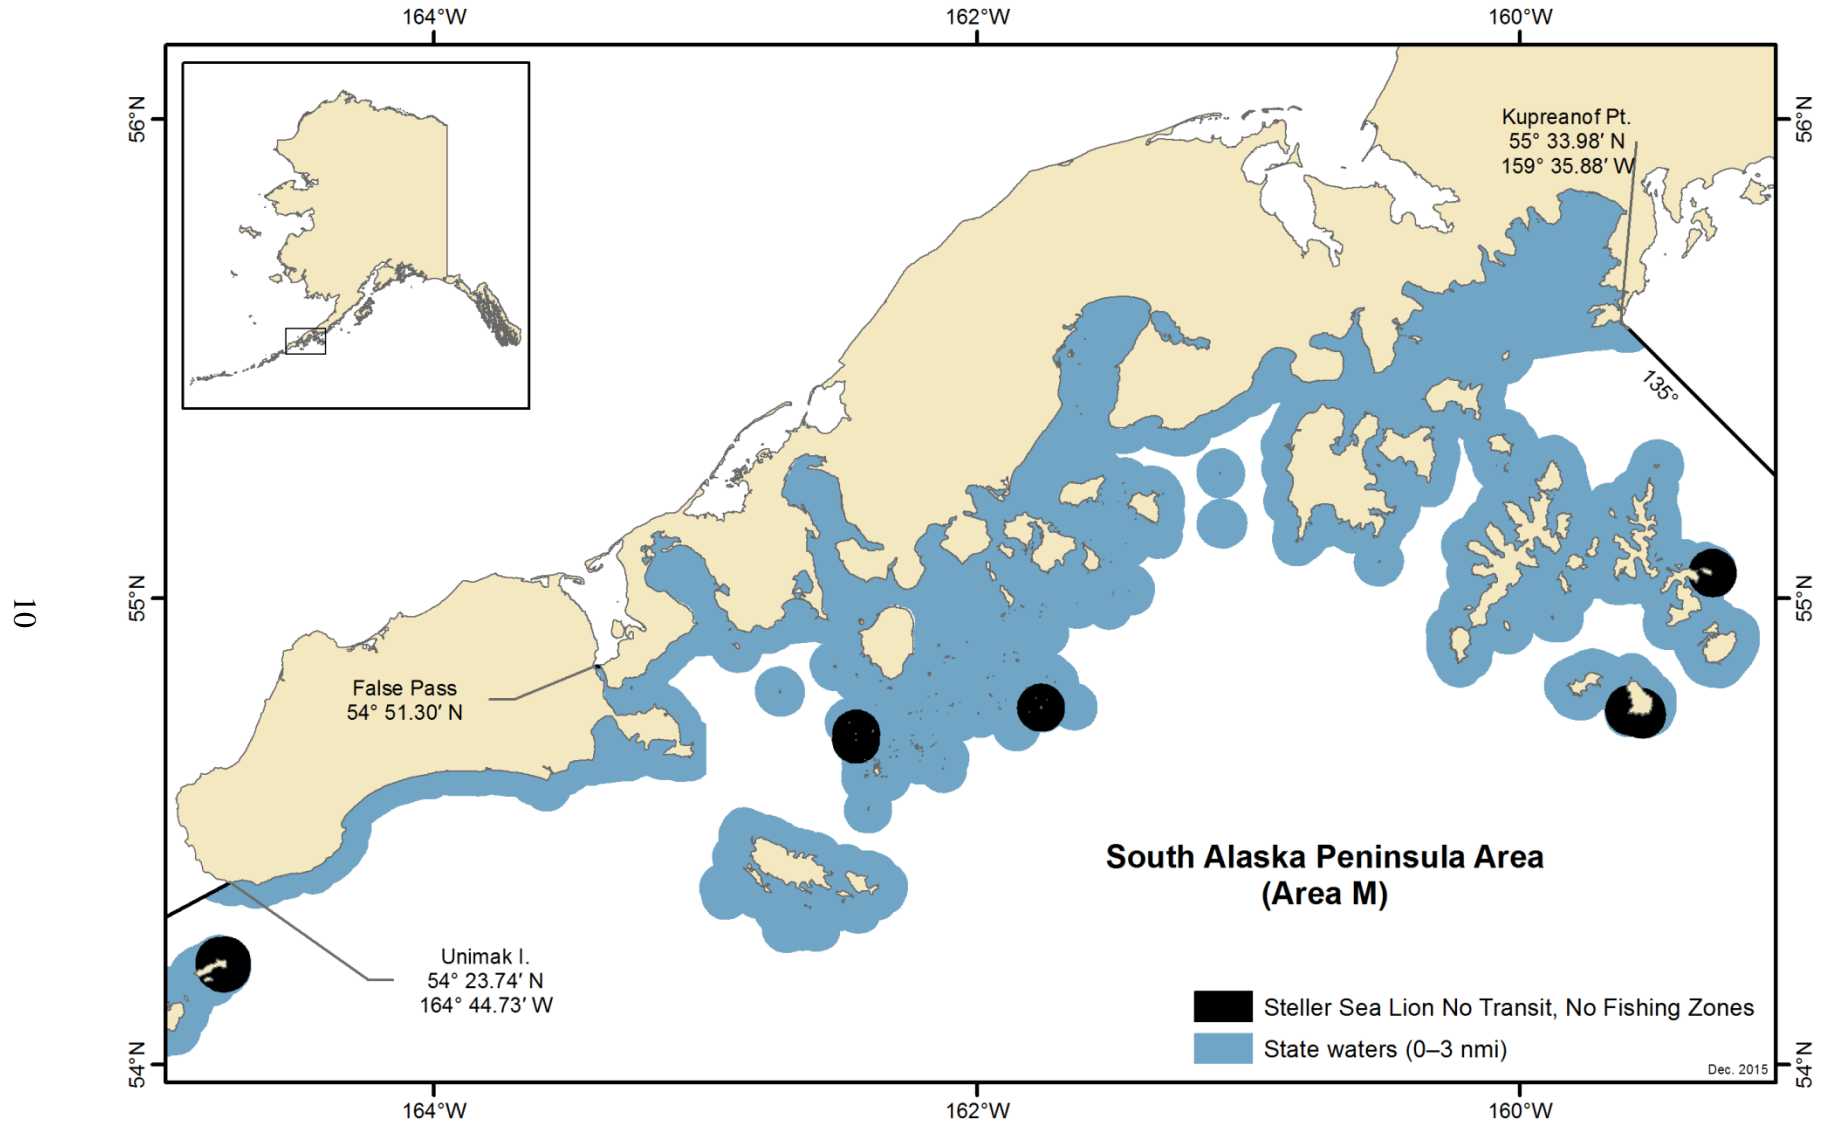 164°W
162°W
160°W
56°N
56°N
Kupreanof Pt.
55° 33.98′ N
159° 35.88′ W
135°
10
55°N
55°N
False Pass
54° 51.30′ N
South Alaska Peninsula Area
(Area M)
Unimak I.
54° 23.74′ N
164° 44.73′ W
Steller Sea Lion No Transit, No Fishing Zones
State waters (0–3 nmi)
Dec. 2015
54°N
54°N
164°W
162°W
160°W